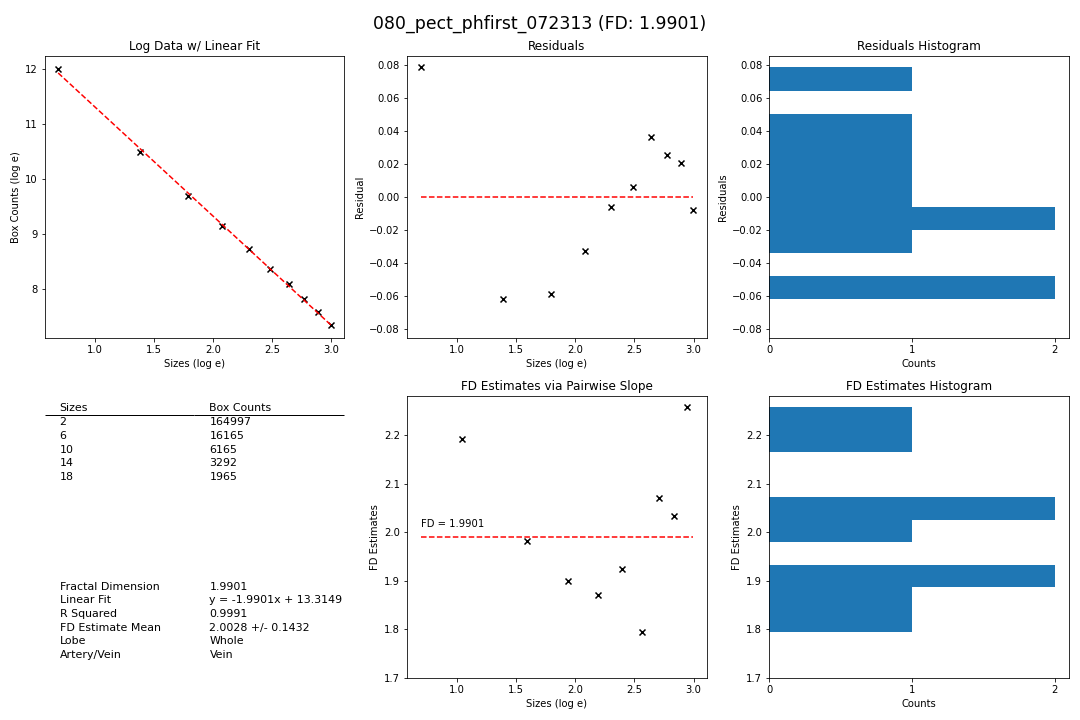 080_pect_phfirst_072313 (FD: 1.9901)
Log Data w/ Linear Fit
Box Counts (log e)
12
11
10
9
8
1.0 1.5 2.0 2.5 3.0
Sizes (log e)
Residuals
Residual
0.08
0.06
0.04
0.02
0.00
−0.02
−0.04
−0.06
−0.08
1.0 1.5 2.0 2.5 3.0
Sizes (log e)
Residuals Histogram
Residuals
0.08
0.06
0.04
0.02
0.00
−0.02
−0.04
−0.06
−0.08
0 1 2
Counts
Sizes Box Counts
2 164997
6 16165
10 6165
14 3292
18 1965
Fractal Dimension 1.9901
Linear Fit y = -1.9901x + 13.3149
R Squared 0.9991
FD Estimate Mean 2.0028 +/- 0.1432
Lobe Whole
Artery/Vein Vein
FD Estimates via Pairwise Slope
FD Estimates
2.2
2.1
2.0
1.9
1.8
1.7
FD = 1.9901
1.0 1.5 2.0 2.5 3.0
Sizes (log e)
FD Estimates Histogram
FD Estimates
2.2
2.1
2.0
1.9
1.8
1.7
0 1 2
Counts